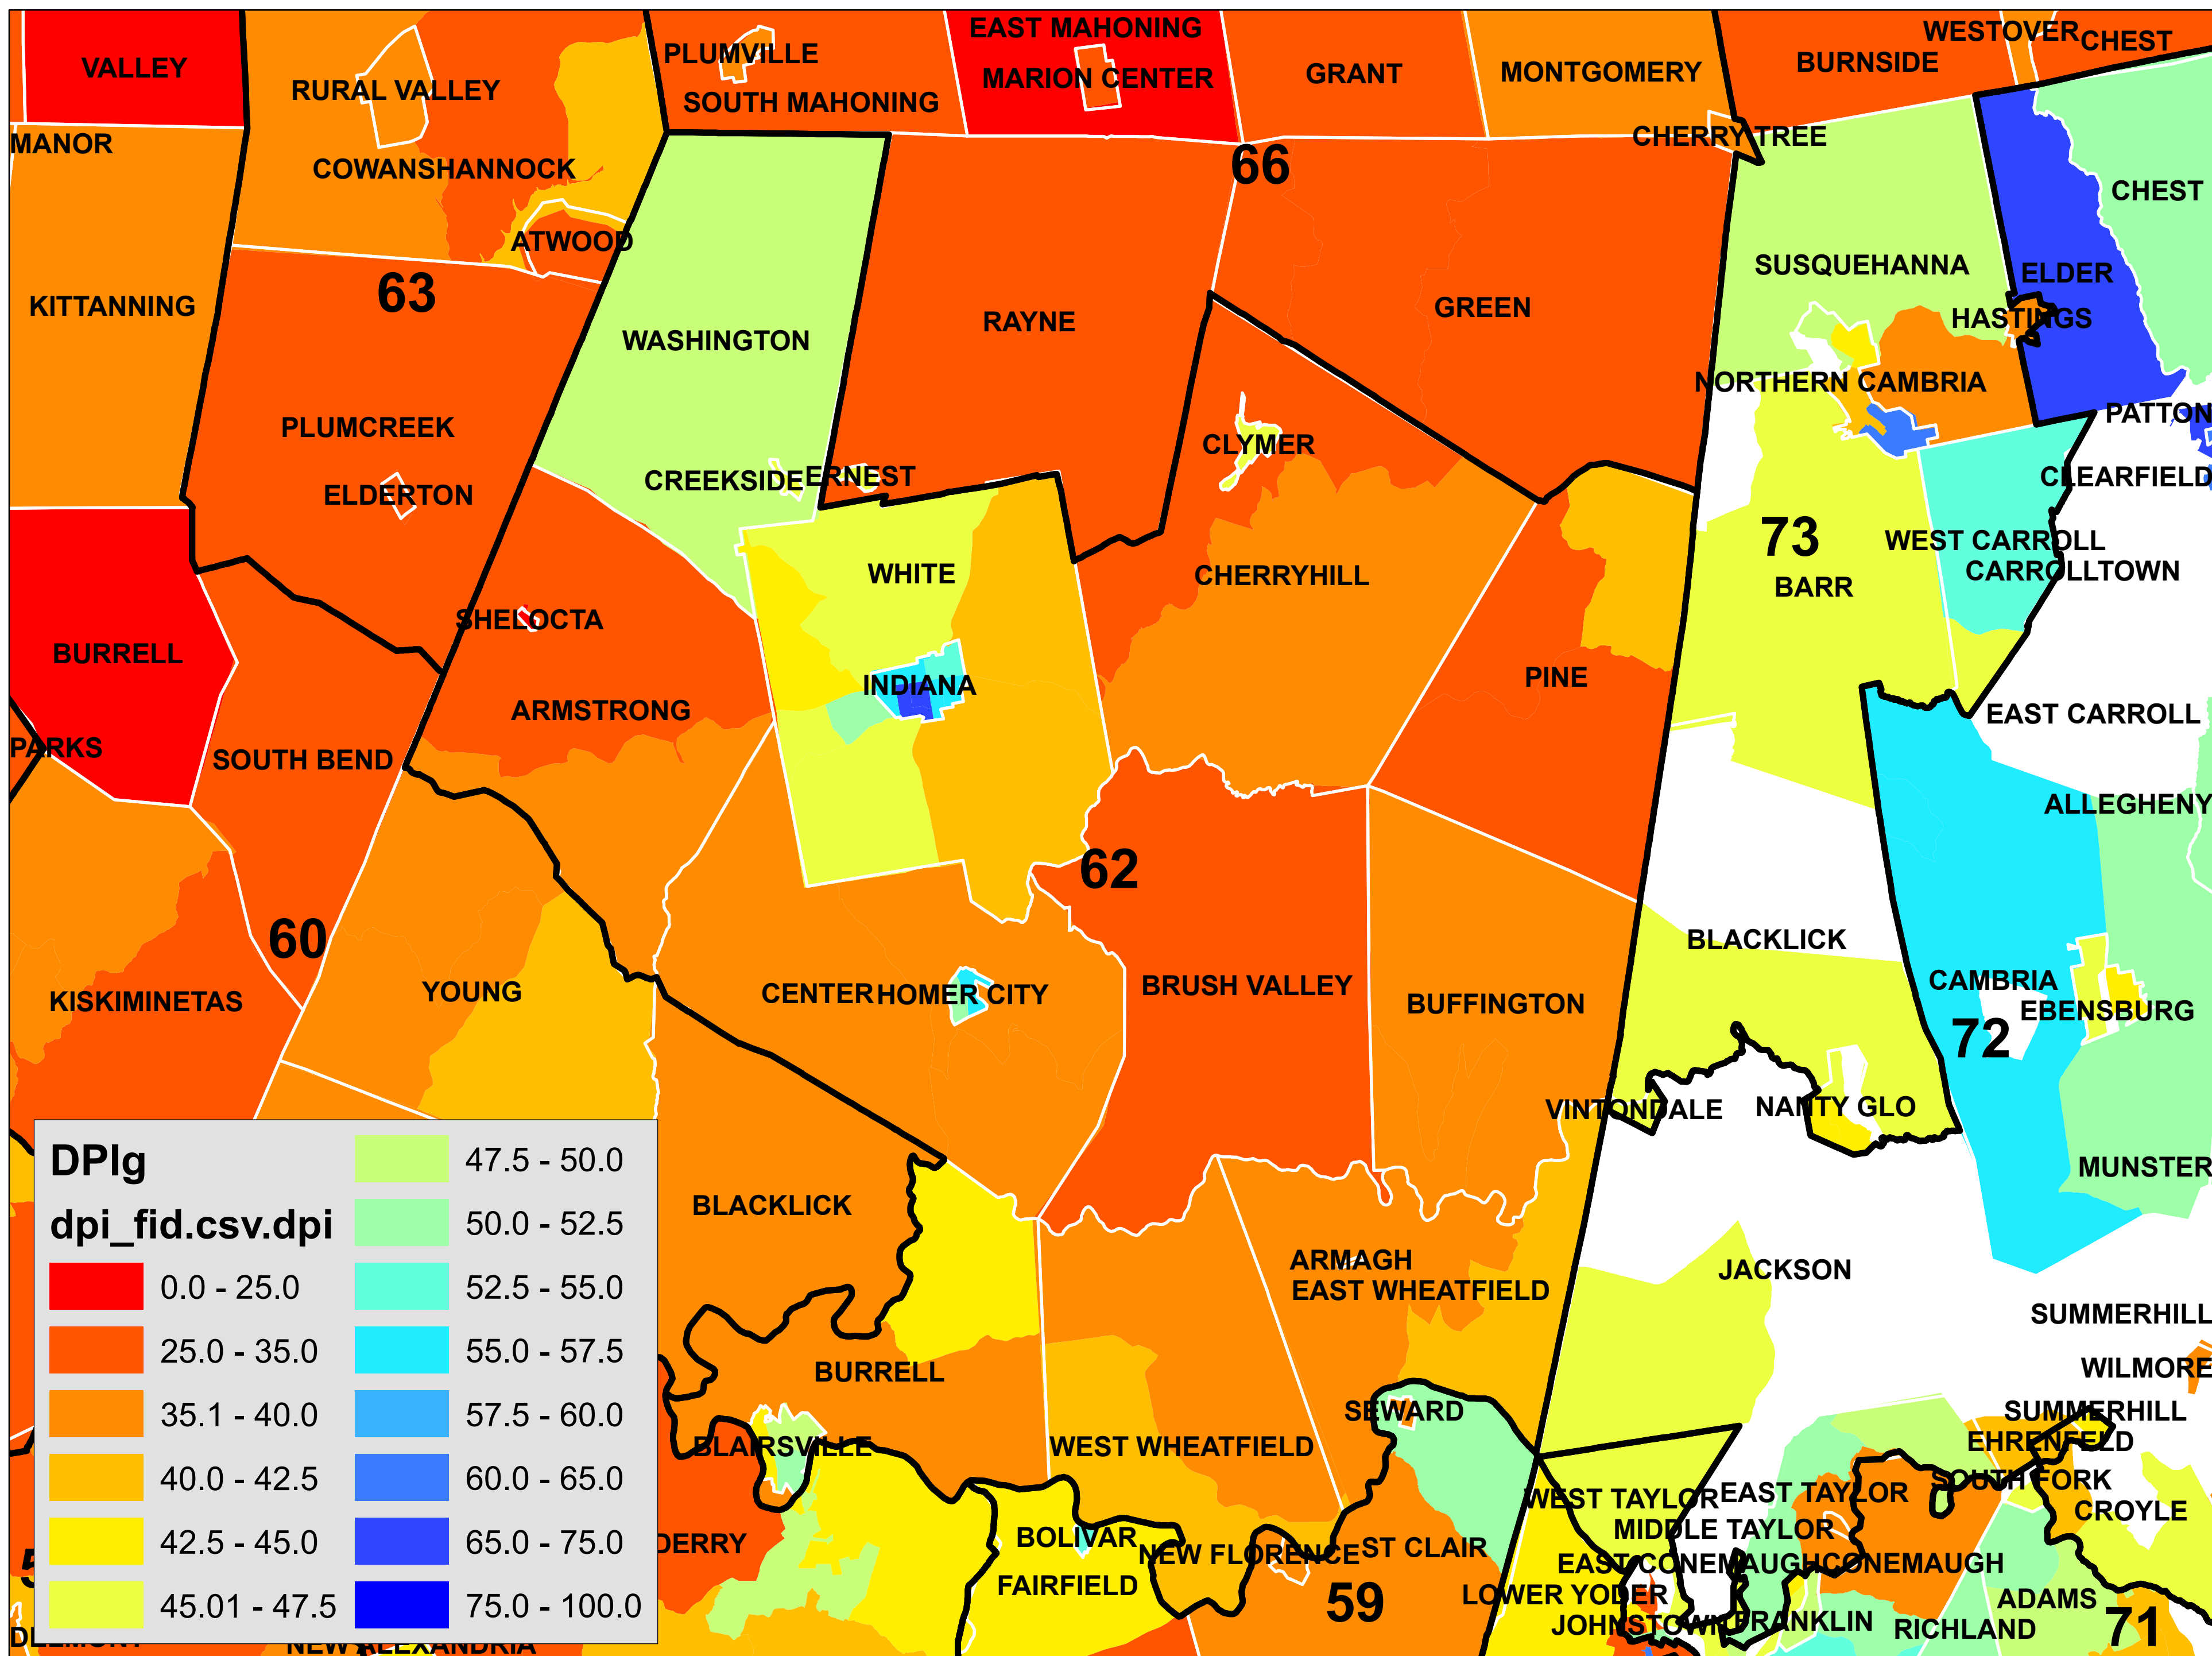 EAST MAHONING
WESTOVER
CHEST
PLUMVILLE
VALLEY
RURAL VALLEY
MARION CENTER
GRANT
MONTGOMERY
BURNSIDE
SOUTH MAHONING
MANOR
CHERRY TREE
COWANSHANNOCK
66
CHEST
ATWOOD
SUSQUEHANNA
ELDER
63
KITTANNING
RAYNE
GREEN
HASTINGS
WASHINGTON
NORTHERN CAMBRIA
PATTON
PLUMCREEK
CLYMER
CREEKSIDE
ERNEST
CLEARFIELD
ELDERTON
73
WEST CARROLL
WHITE
CHERRYHILL
CARROLLTOWN
BARR
SHELOCTA
BURRELL
INDIANA
PINE
ARMSTRONG
EAST CARROLL
PARKS
SOUTH BEND
ALLEGHENY
62
60
BLACKLICK
CAMBRIA
KISKIMINETAS
YOUNG
CENTER
HOMER CITY
BRUSH VALLEY
BUFFINGTON
EBENSBURG
72
VINTONDALE
NANTY GLO
MUNSTER
BLACKLICK
ARMAGH
EAST WHEATFIELD
JACKSON
SUMMERHILL
BURRELL
WILMORE
SEWARD
SUMMERHILL
EHRENFELD
BLAIRSVILLE
WEST WHEATFIELD
SOUTH FORK
WEST TAYLOR
EAST TAYLOR
CROYLE
MIDDLE TAYLOR
DERRY
BOLIVAR
NEW FLORENCE
ST CLAIR
EAST CONEMAUGH
CONEMAUGH
FAIRFIELD
59
LOWER YODER
ADAMS
JOHNSTOWN
FRANKLIN
RICHLAND
71
NEW ALEXANDRIA
DPIg
dpi_fid.csv.dpi
0.0 - 25.0
25.0 - 35.0
35.1 - 40.0
40.0 - 42.5
42.5 - 45.0
45.01 - 47.5
47.5 - 50.0
50.0 - 52.5
52.5 - 55.0
55.0 - 57.5
57.5 - 60.0
60.0 - 65.0
65.0 - 75.0
75.0 - 100.0